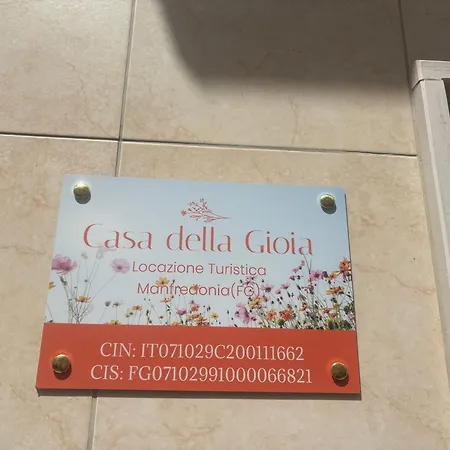 Casa della Gioia
Locazione Turistica
Manfredonia(FG)
CIN: IT071029C200111662
CIS: FG07102991000066821